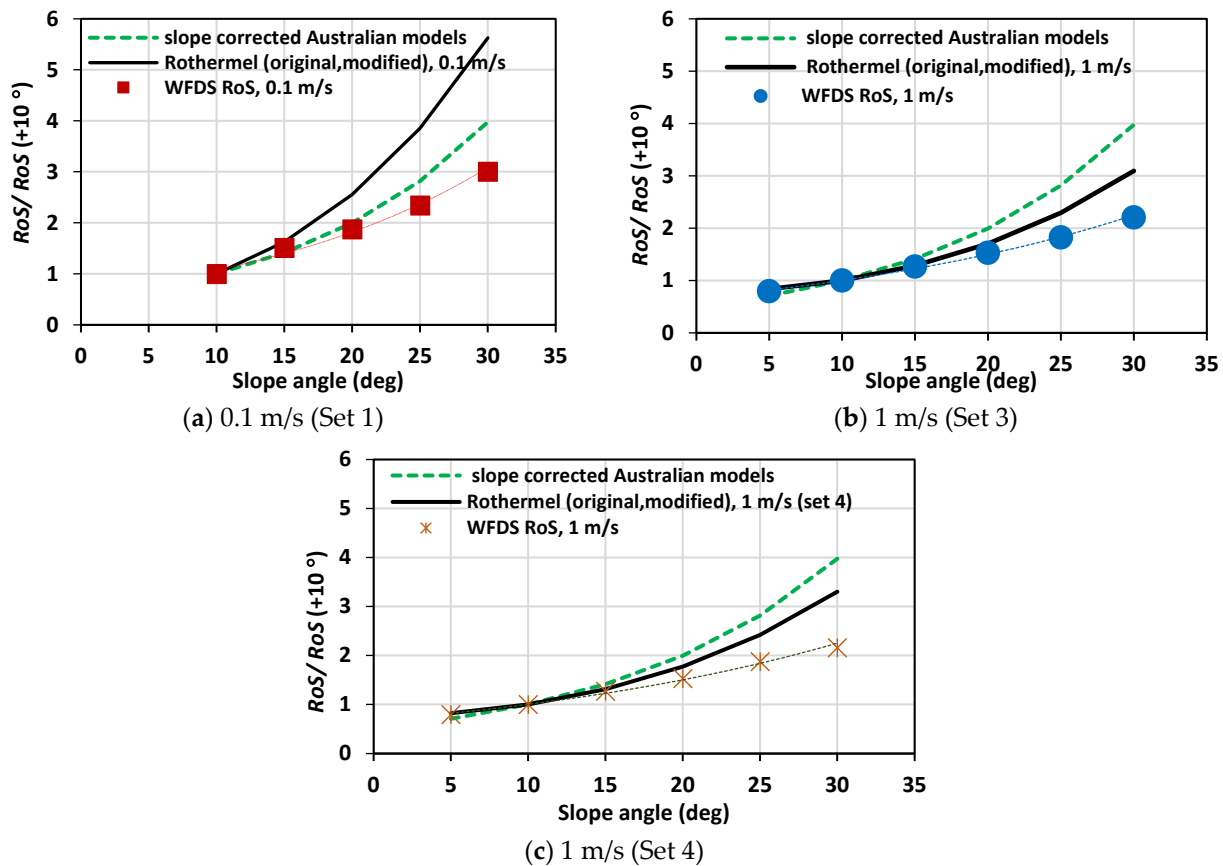 6
5
4
3
2
1
0
RoS/ RoS (+10 °)
slope corrected Australian models
Rothermel (original,modified), 0.1 m/s
WFDS RoS, 0.1 m/s
0 5 10 15 20 25 30 35
Slope angle (deg)
(a) 0.1 m/s (Set 1)
6
5
4
3
2
1
0
RoS/ RoS (+10 °)
slope corrected Australian models
Rothermel (original,modified), 1 m/s
WFDS RoS, 1 m/s
0 5 10 15 20 25 30 35
Slope angle (deg)
(b) 1 m/s (Set 3)
6
5
4
3
2
1
0
RoS/ RoS (+10 °)
slope corrected Australian models
Rothermel (original,modified), 1 m/s (set 4)
WFDS RoS, 1 m/s
0 5 10 15 20 25 30 35
Slope angle (deg)
(c) 1 m/s (Set 4)